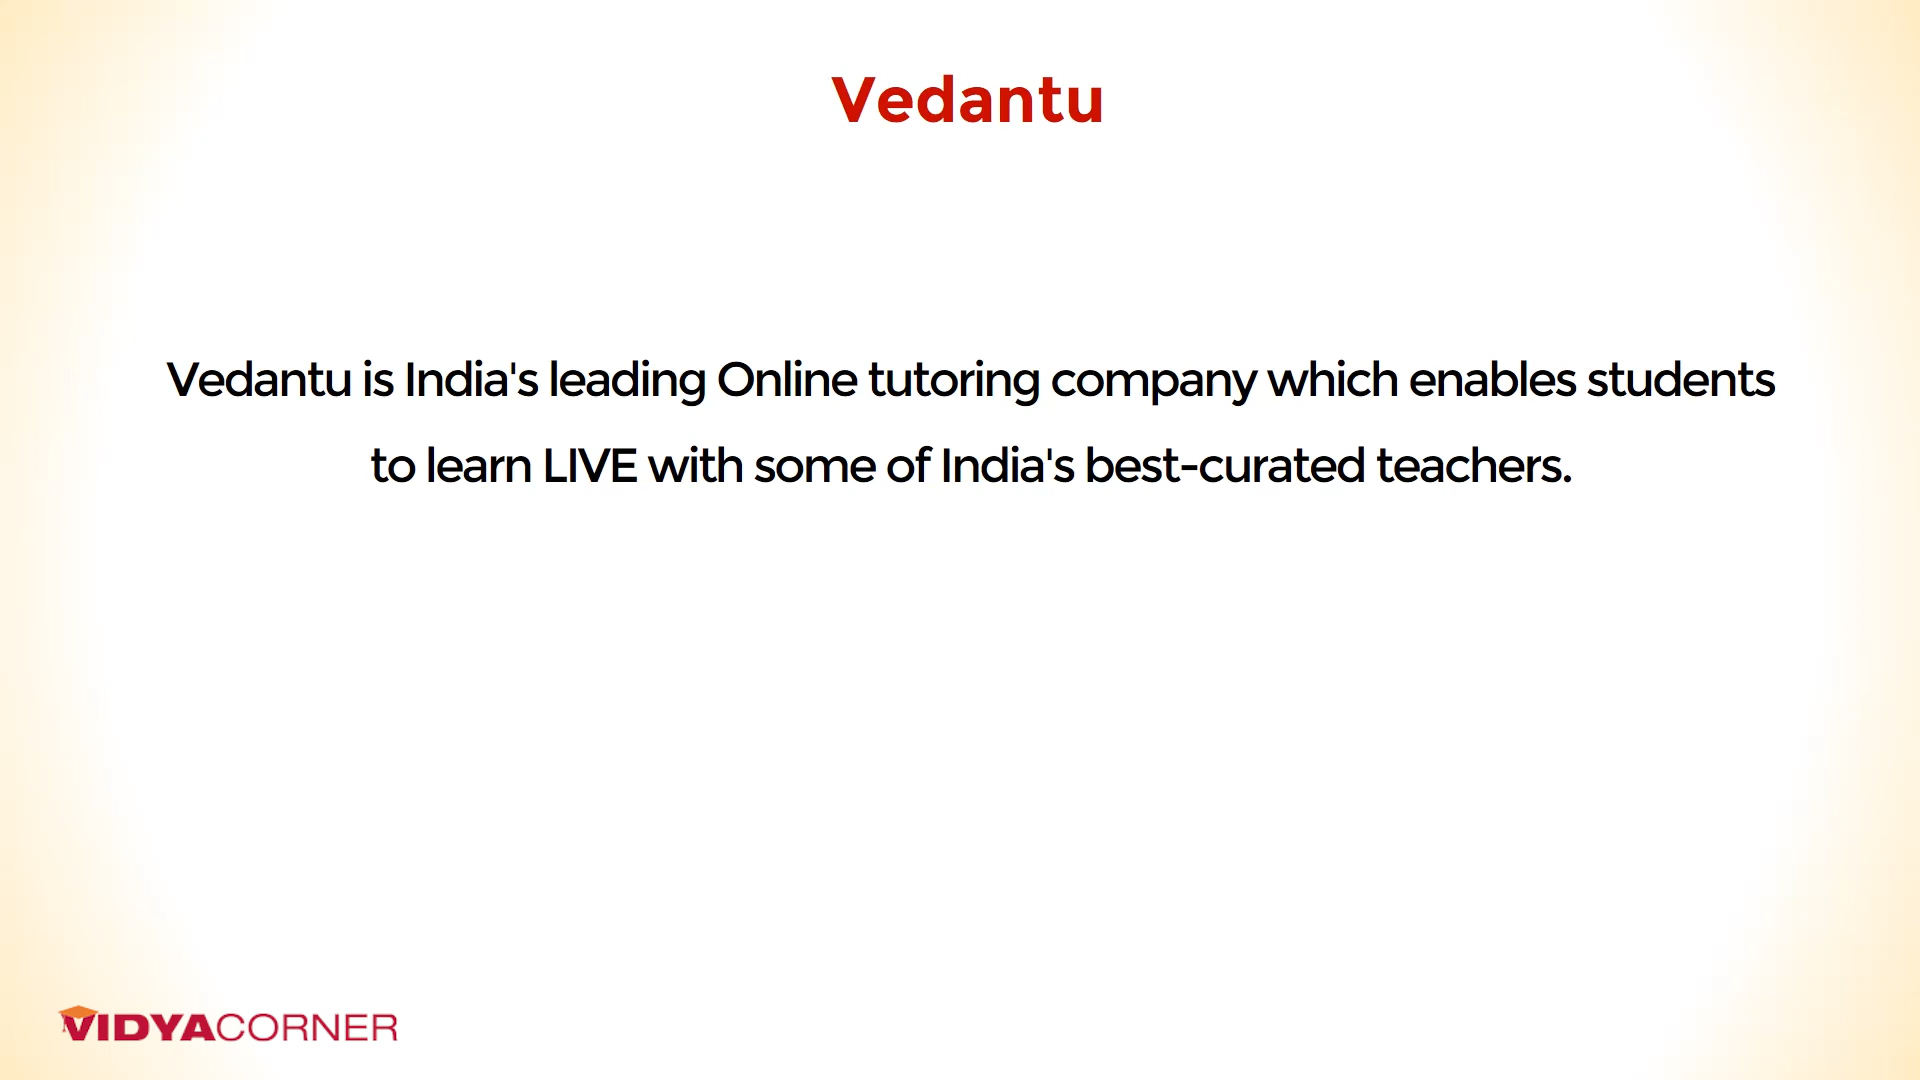 Vedantu
Vedantu is India's leading Online tutoring company which enables students
to learn LIVE with some of India's best-curated teachers.
VIDYACORNER